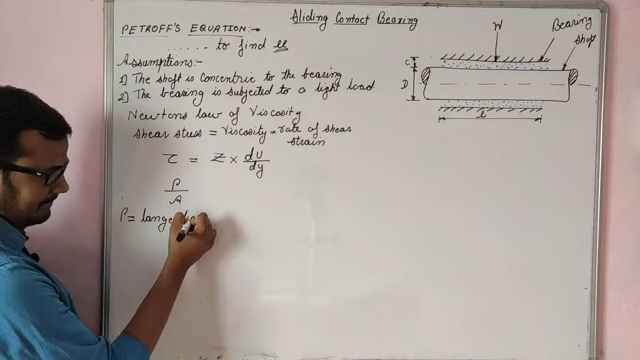 Sliding Contact Bearing
PETROFF'S EQUATION:-
...... to find μ
Assumptions:-
1) The shaft is concentric to the bearing
2) The bearing is subjected to a light load
Newtons law of Viscosity
Shear stress = Viscosity × rate of shear
strain
τ = Z × dU
dy
P
A
P = tange
W
Bearing
shaft
C
D
l